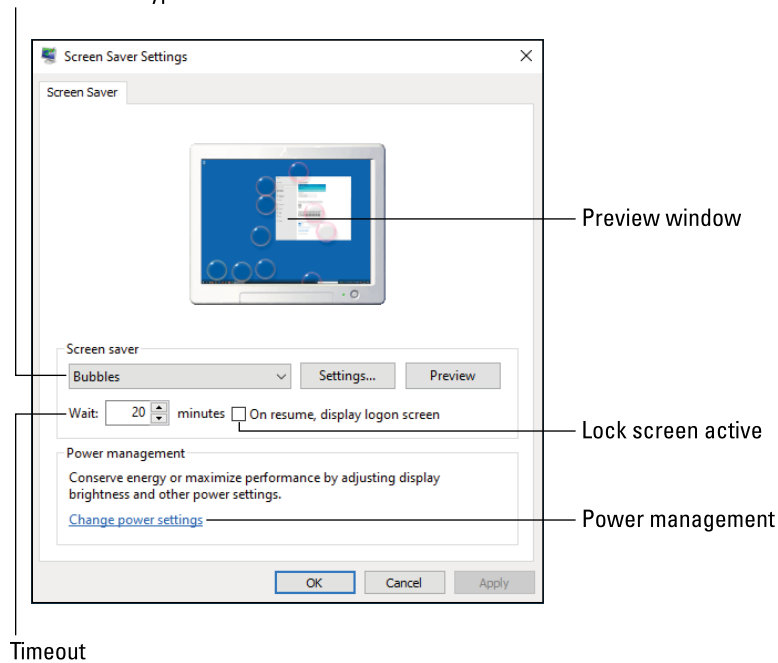 Screen Saver Settings
Screen Saver
Preview window
Screen saver
Bubbles
Settings...
Preview
Wait: 20 minutes On resume, display logon screen
Lock screen active
Power management
Conserve energy or maximize performance by adjusting display
brightness and other power settings.
Change power settings
Power management
OK
Cancel
Apply
Timeout